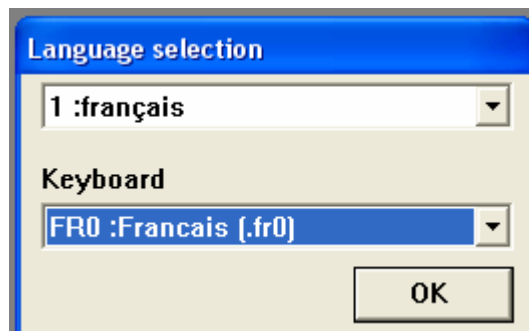 Language selection
1 :français
Keyboard
FR0 :Francais (.fr0)
OK